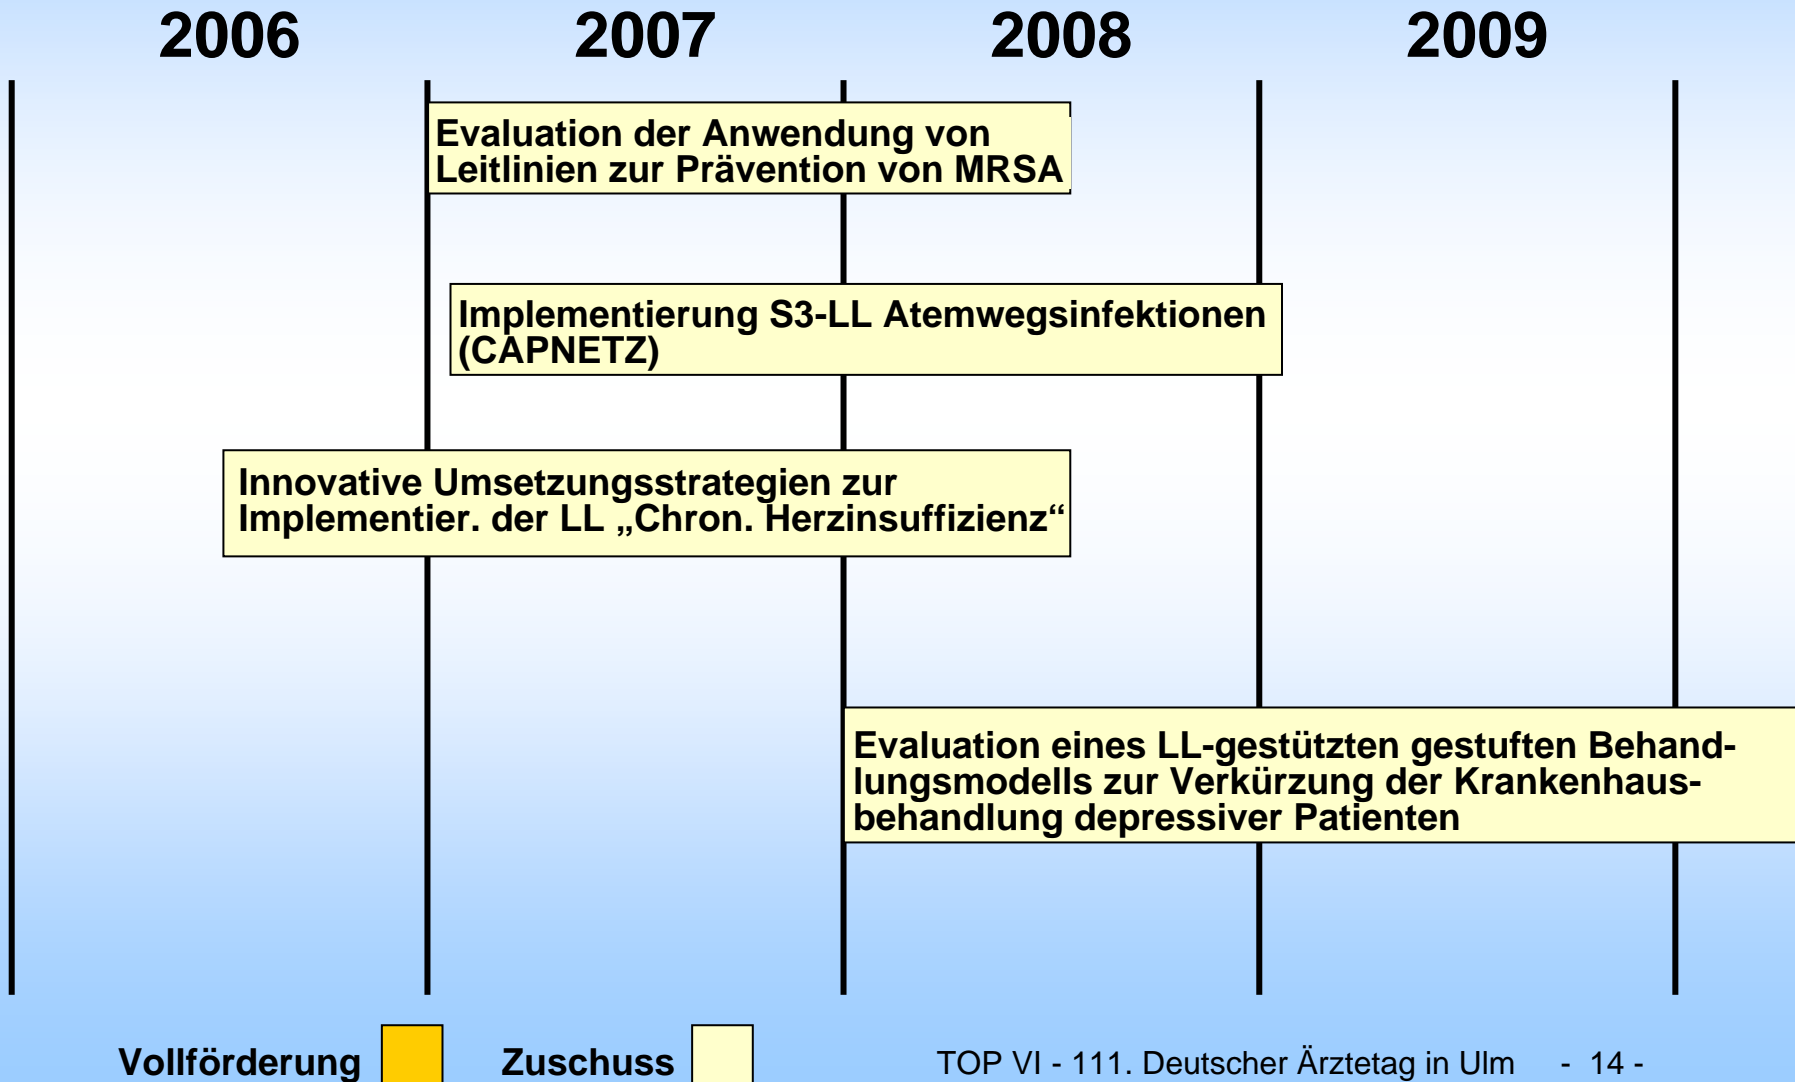 2006 2007 2008 2009
Evaluation der Anwendung von
Leitlinien zur Prävention von MRSA
Implementierung S3-LL Atemwegsinfektionen
(CAPNETZ)
Innovative Umsetzungsstrategien zur
Implementier. der LL „Chron. Herzinsuffizienz“
Evaluation eines LL-gestützten gestuften Behand-
lungsmodells zur Verkürzung der Krankenhaus-
behandlung depressiver Patienten
Vollförderung Zuschuss TOP VI - 111. Deutscher Ärztetag in Ulm - 14 -